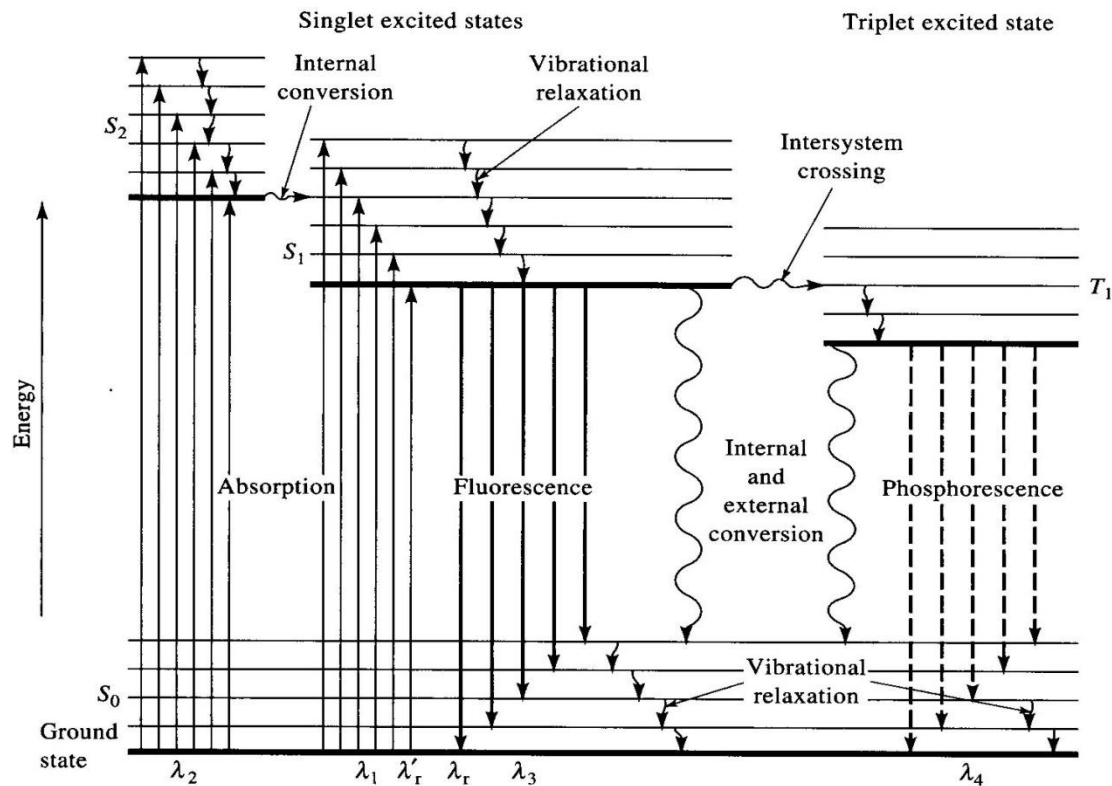 Singlet excited states
Triplet excited state
Internal
conversion
Vibrational
relaxation
S₂
Intersystem
crossing
S₁
T₁
Energy
Absorption
Fluorescence
Internal
and
external
conversion
Phosphorescence
Vibrational
relaxation
S₀
Ground
state
λ₂
λ₁
λ′ᵣ
λᵣ
λ₃
λ₄